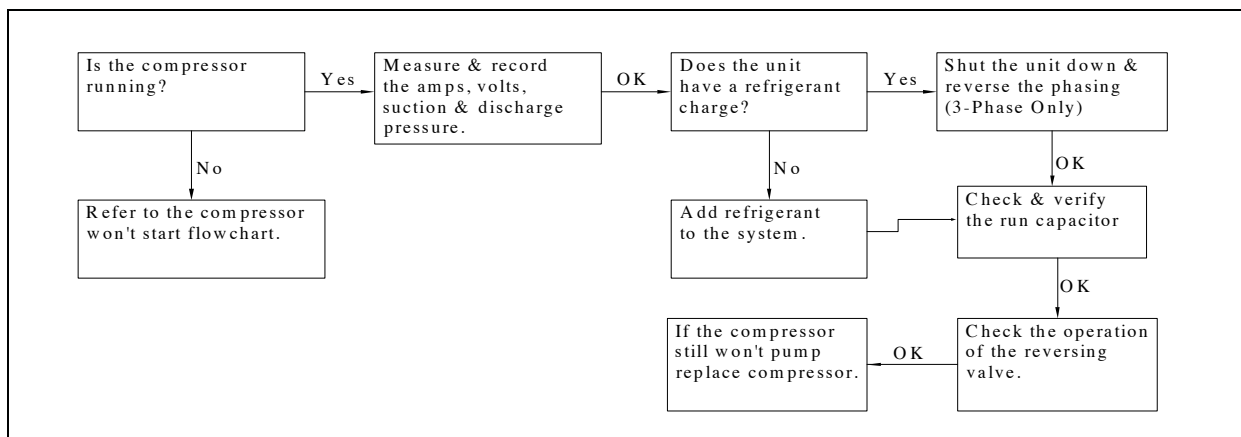 Is the compressor
running?
Yes
Measure & record
the amps, volts,
suction & discharge
pressure.
OK
Does the unit
have a refrigerant
charge?
Yes
Shut the unit down &
reverse the phasing
(3-Phase Only)
No
No
OK
Refer to the compressor
won't start flowchart.
Add refrigerant
to the system.
Check & verify
the run capacitor
OK
If the compressor
still won't pump
replace compressor.
OK
Check the operation
of the reversing
valve.